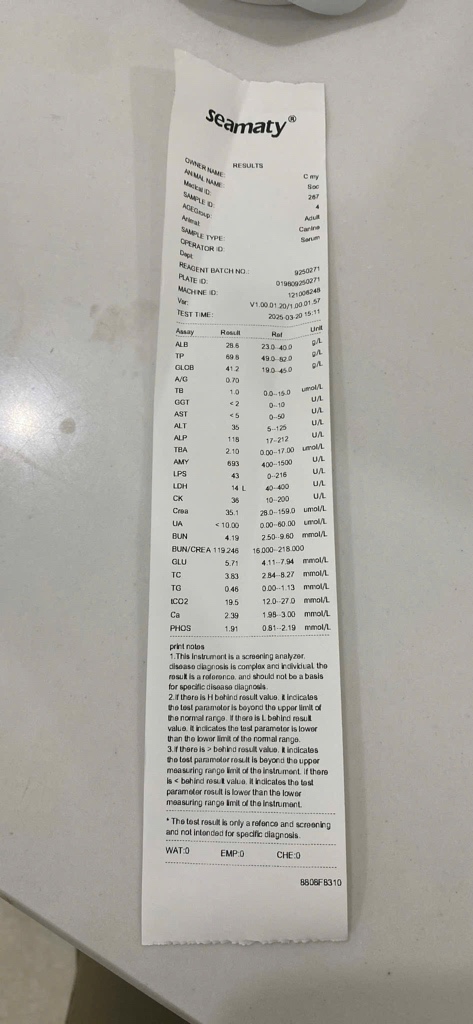 seamaty®
RESULTS
OWNER NAME: C my
ANIMAL NAME: Soc
Medical ID: 287
SAMPLE ID: 4
AGEGroup: Adult
Animal: Canine
SAMPLE TYPE: Serum
OPERATOR ID:
Dept:
REAGENT BATCH NO.: 9250271
PLATE ID: 019809250271
MACHINE ID: 121008248
Ver: V1.00.01.20/1.00.01.57
TEST TIME: 2025-03-20 15:11
Assay Result Ref Unit
ALB 28.6 23.0--40.0 g/L
TP 69.8 49.0--82.0 g/L
GLOB 41.2 19.0--45.0 g/L
A/G 0.70
TB 1.0 0.0--15.0 umol/L
GGT < 2 0--10 U/L
AST < 5 0--50 U/L
ALT 35 5--125 U/L
ALP 118 17--212 U/L
TBA 2.10 0.00--17.00 umol/L
AMY 693 400--1500 U/L
LPS 43 0--216 U/L
LDH 14 L 40--400 U/L
CK 36 10--200 U/L
Crea 35.1 28.0--159.0 umol/L
UA < 10.00 0.00--60.00 umol/L
BUN 4.19 2.50--9.60 mmol/L
BUN/CREA 119.246 16.000--218.000
GLU 5.71 4.11--7.94 mmol/L
TC 3.83 2.84--8.27 mmol/L
TG 0.46 0.00--1.13 mmol/L
tCO2 19.5 12.0--27.0 mmol/L
Ca 2.39 1.98--3.00 mmol/L
PHOS 1.91 0.81--2.19 mmol/L
print notes
1.This instrument is a screening analyzer,
disease diagnosis is complex and individual, the
result is a reference, and should not be a basis
for specific disease diagnosis.
2.If there is H behind result value, it indicates
the test parameter is beyond the upper limit of
the normal range. If there is L behind result
value, it indicates the test parameter is lower
than the lower limit of the normal range.
3.If there is > behind result value, it indicates
the test parameter result is beyond the upper
measuring range limit of the instrument. If there
is < behind result value, it indicates the test
parameter result is lower than the lower
measuring range limit of the instrument.
* The test result is only a refence and screening
and not intended for specific diagnosis.
WAT:0 EMP:0 CHE:0
8808F8310